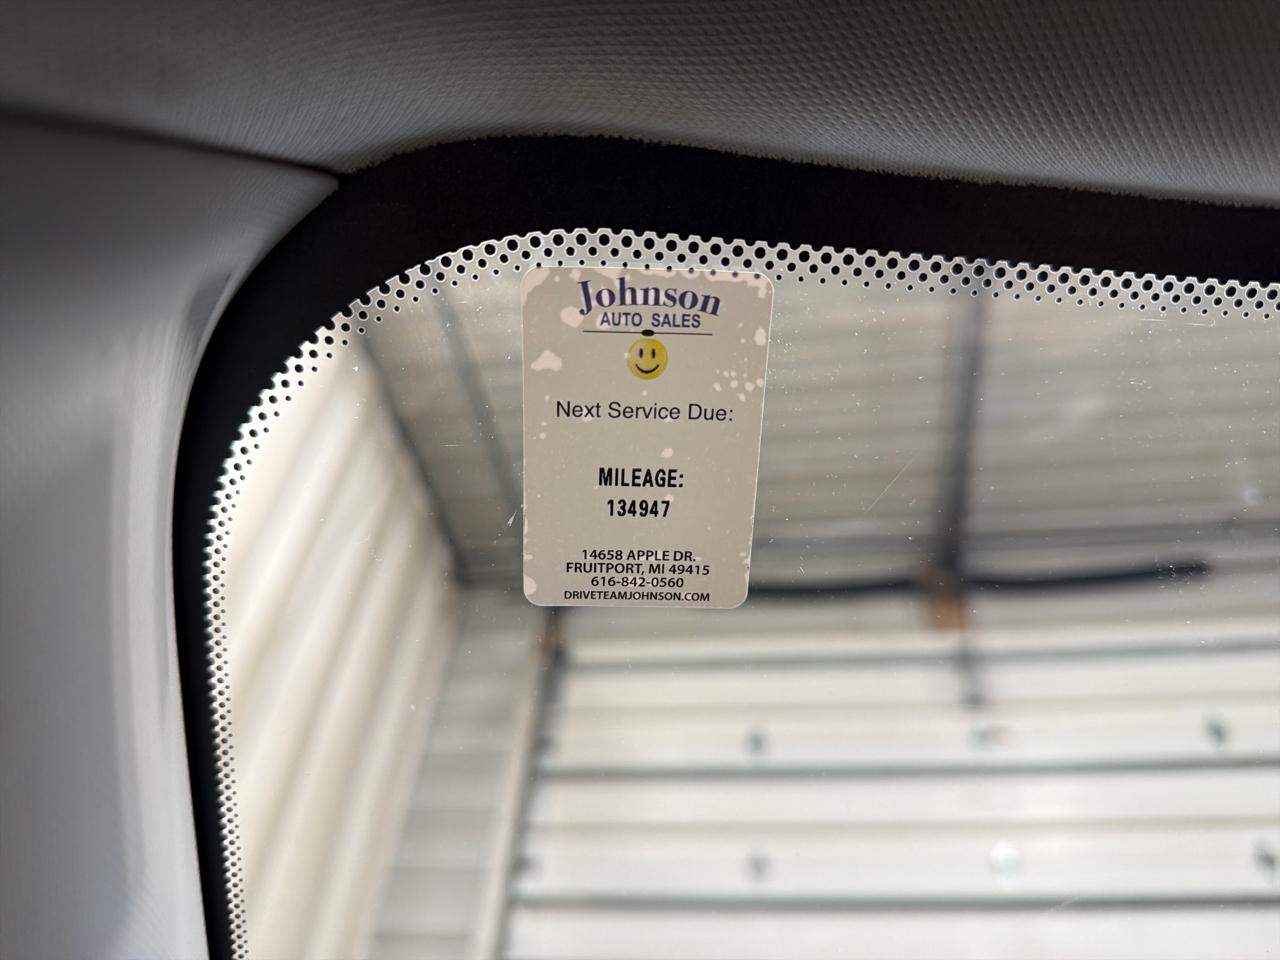 Johnson
AUTO SALES
Next Service Due:
MILEAGE:
134947
14658 APPLE DR.
FRUITPORT, MI 49415
616-842-0560
DRIVETEAMJOHNSON.COM